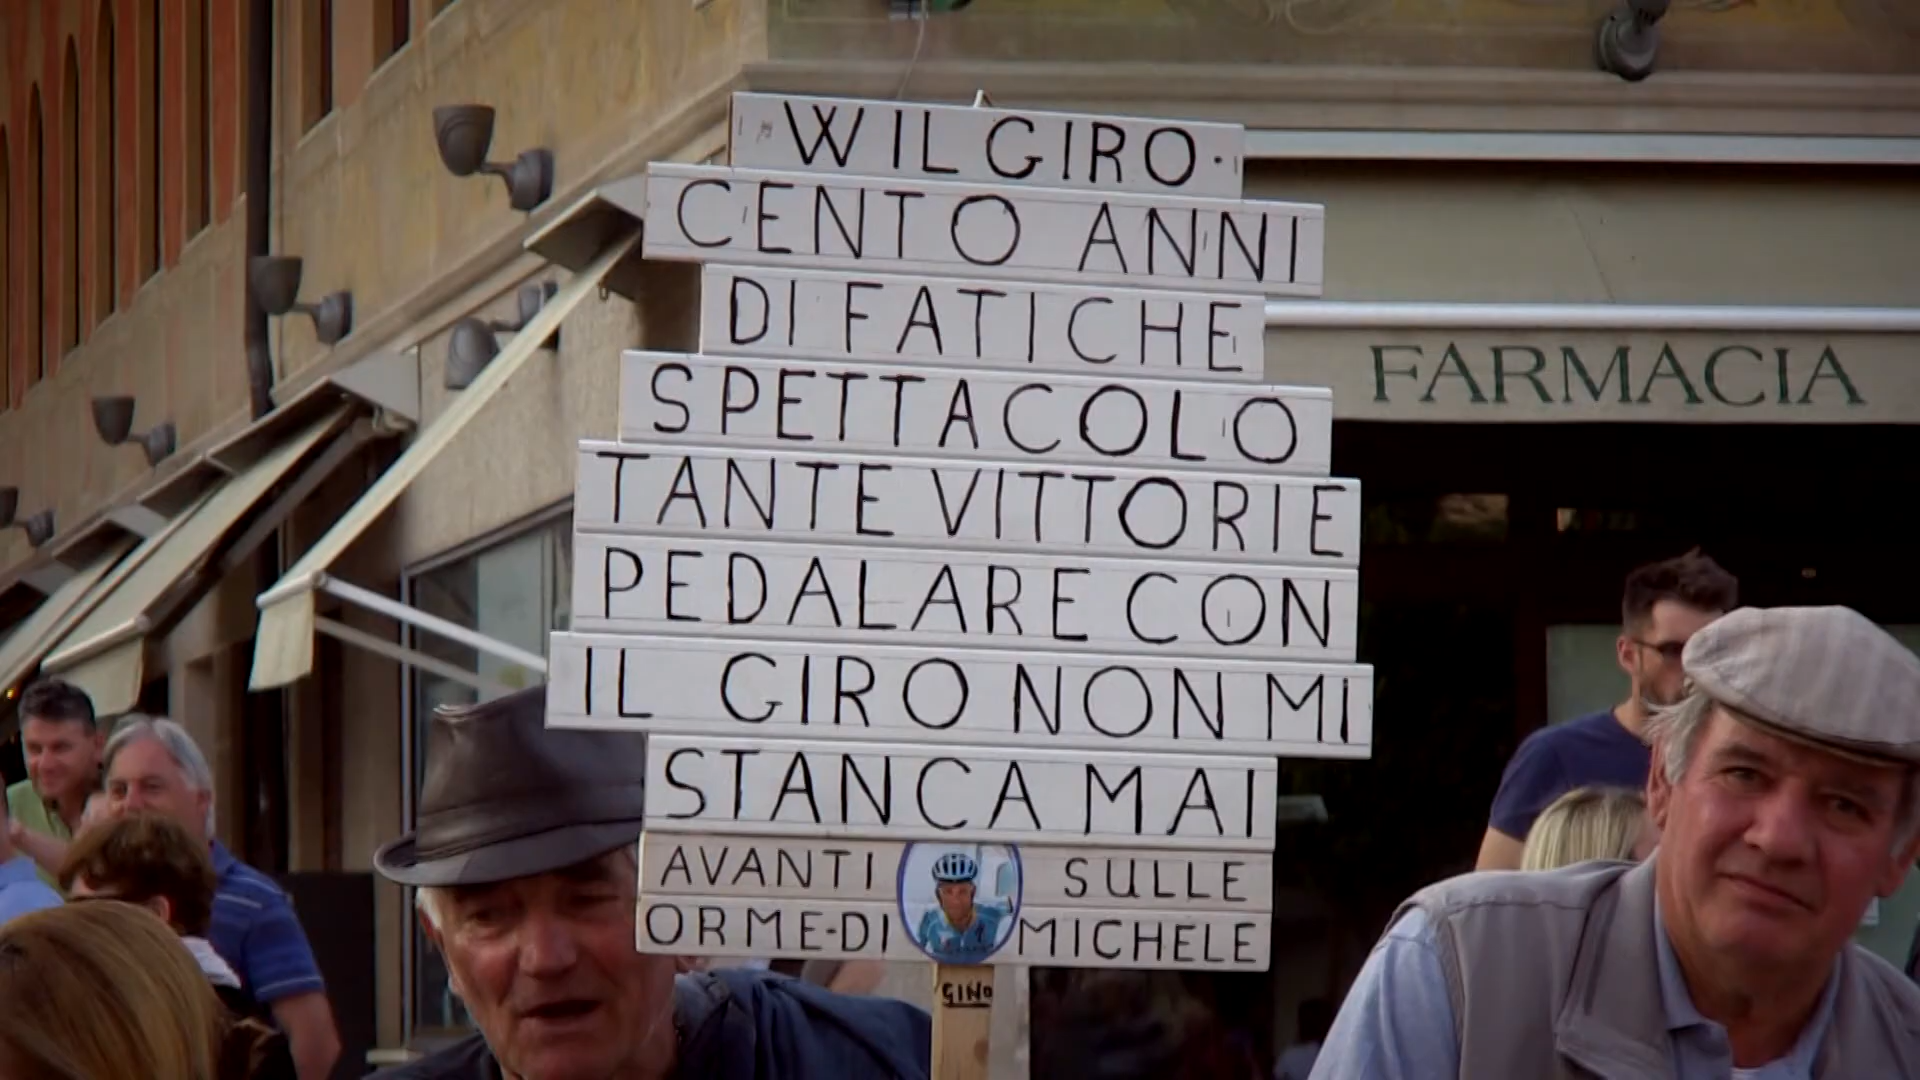 W IL GIRO.
CENTO ANNI
DI FATICHE
SPETTACOLO
TANTE VITTORIE
PEDALARE CON
IL GIRO NON MI
STANCA MAI
AVANTI SULLE
ORME-DI MICHELE
GINO
FARMACIA